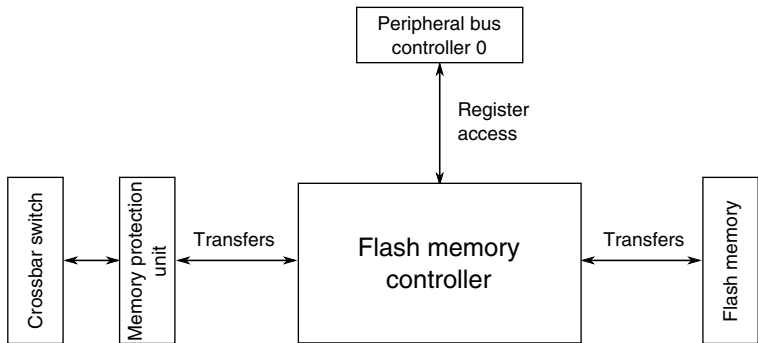 Peripheral bus
controller 0
Register
access
Crossbar switch
Memory protection
unit
Transfers
Flash memory
controller
Transfers
Flash memory